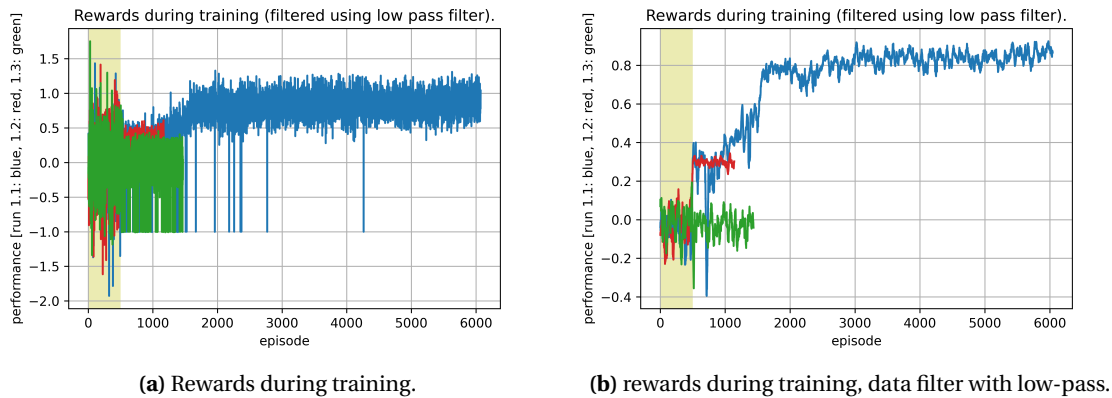 Rewards during training (filtered using low pass filter).
performance [run 1.1: blue, 1.2: red, 1.3: green]
1.5
1.0
0.5
0.0
−0.5
−1.0
−1.5
−2.0
0 1000 2000 3000 4000 5000 6000
episode
(a) Rewards during training.
Rewards during training (filtered using low pass filter).
performance [run 1.1: blue, 1.2: red, 1.3: green]
0.8
0.6
0.4
0.2
0.0
−0.2
−0.4
0 1000 2000 3000 4000 5000 6000
episode
(b) rewards during training, data filter with low-pass.